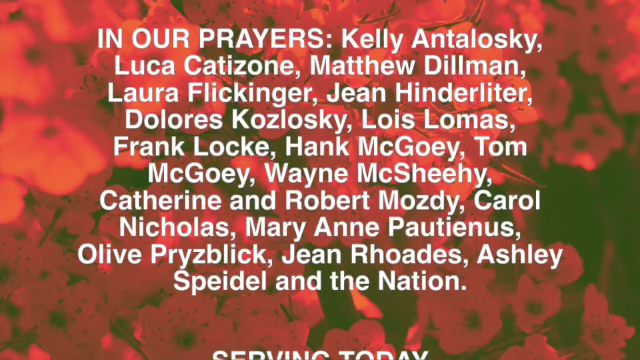 IN OUR PRAYERS: Kelly Antalosky,
Luca Catizone, Matthew Dillman,
Laura Flickinger, Jean Hinderliter,
Dolores Kozlosky, Lois Lomas,
Frank Locke, Hank McGoey, Tom
McGoey, Wayne McSheehy,
Catherine and Robert Mozdy, Carol
Nicholas, Mary Anne Pautienus,
Olive Pryzblick, Jean Rhoades, Ashley
Speidel and the Nation.
SERVING TODAY